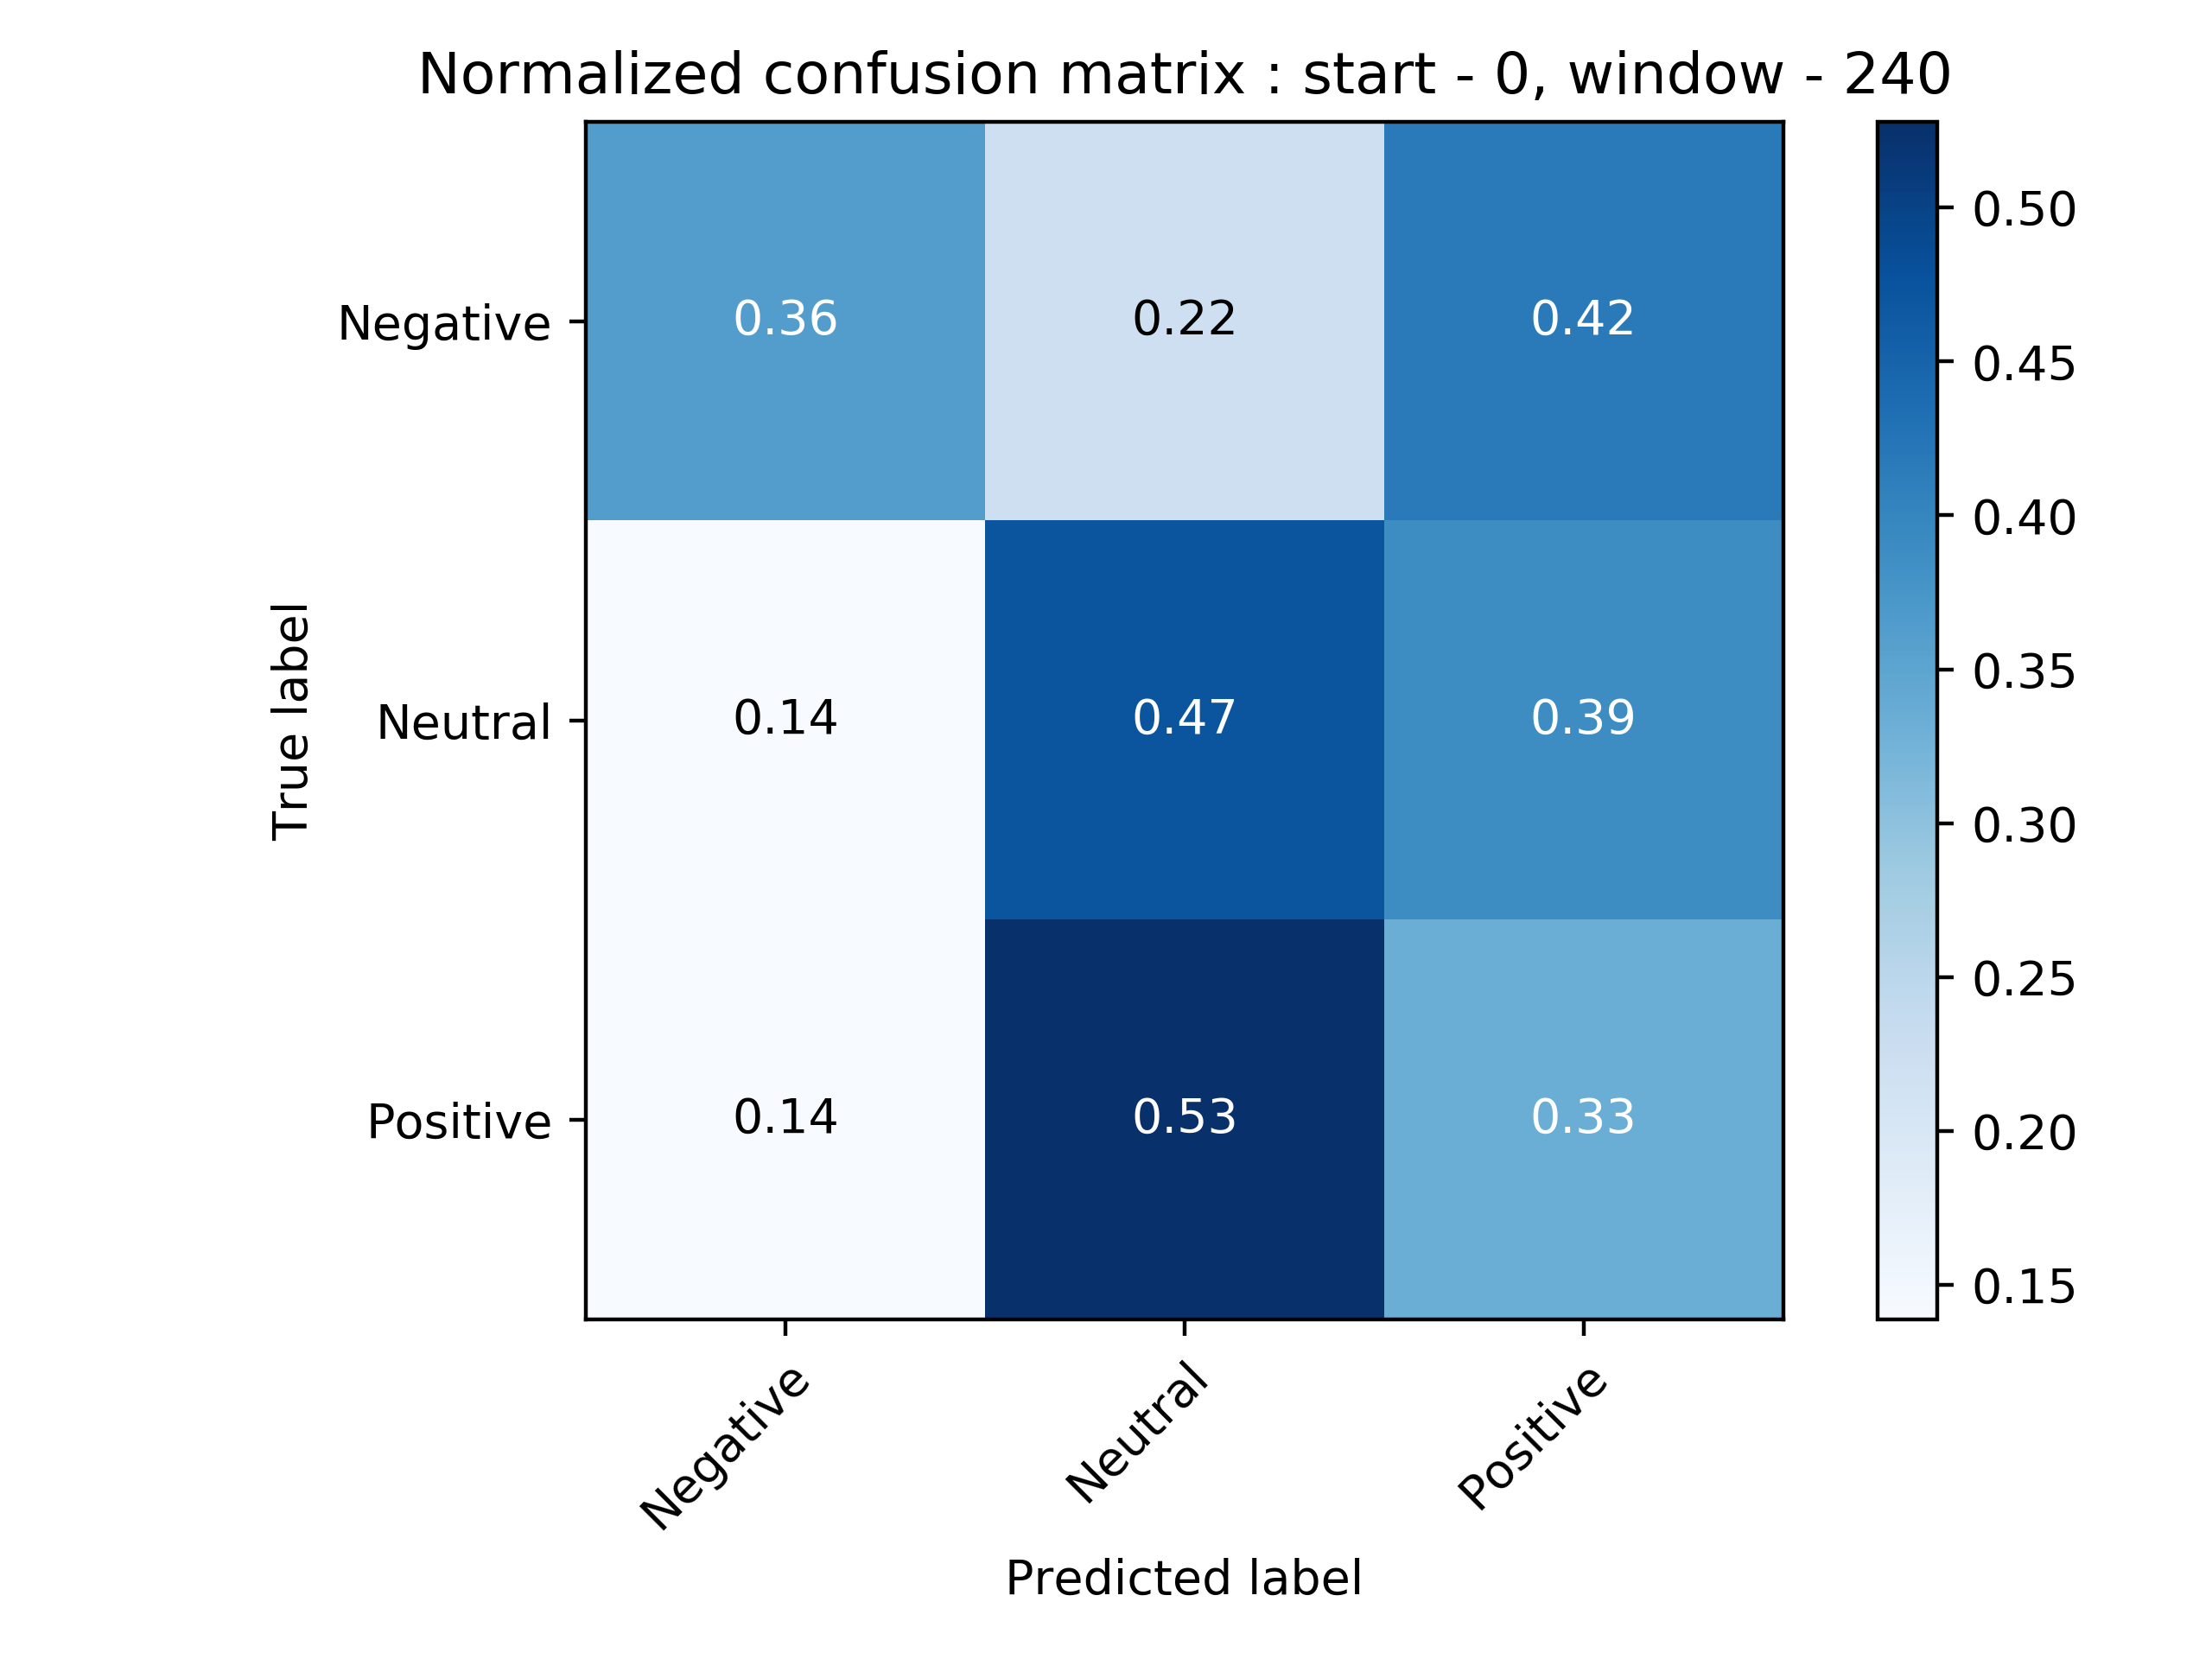 Normalized confusion matrix : start - 0, window - 240
True label
Negative
0.36 0.22 0.42
Neutral
0.14 0.47 0.39
Positive
0.14 0.53 0.33
Negative
Neutral
Positive
Predicted label
0.50
0.45
0.40
0.35
0.30
0.25
0.20
0.15